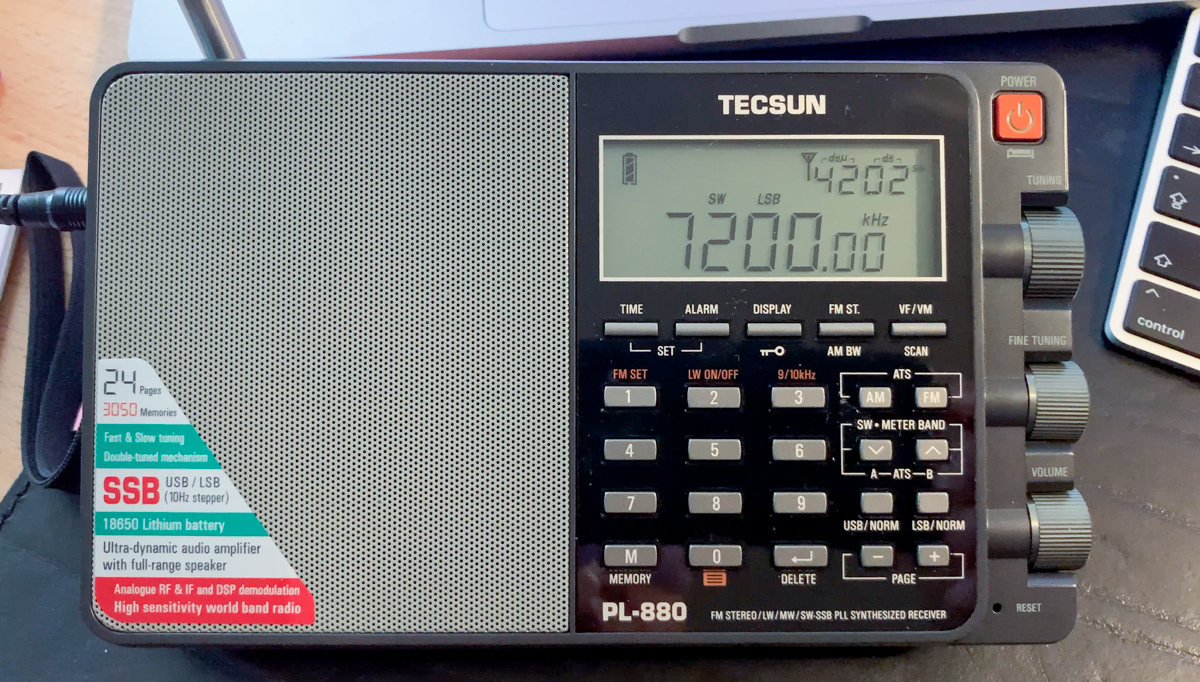 TECSUN
POWER
dBµ dB
4202
SW LSB
7200.00 kHz
TUNING
TIME ALARM DISPLAY FM ST. VF/VM
SET AM BW SCAN
FINE TUNING
FM SET LW ON/OFF 9/10kHz ATS
1 2 3 AM FM
SW • METER BAND
4 5 6
A—ATS—B
VOLUME
7 8 9
USB/NORM LSB/NORM
M 0 − +
MEMORY DELETE PAGE
RESET
PL-880 FM STEREO/LW/MW/SW-SSB PLL SYNTHESIZED RECEIVER
24 Pages
3050 Memories
Fast & Slow tuning
Double-tuned mechanism
SSB USB / LSB
(10Hz stepper)
18650 Lithium battery
Ultra-dynamic audio amplifier
with full-range speaker
Analogue RF & IF and DSP demodulation
High sensitivity world band radio
control